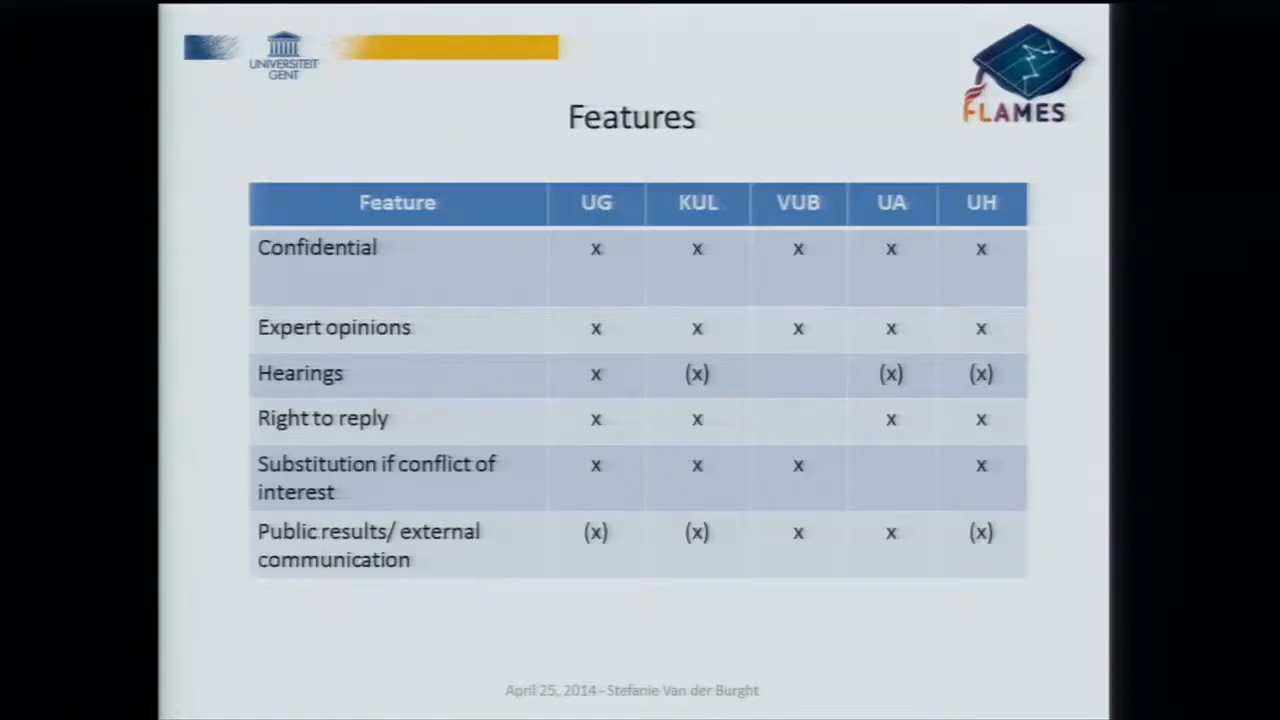 UNIVERSITEIT
GENT
FLAMES
Features
Feature UG KUL VUB UA UH
Confidential x x x x x
Expert opinions x x x x x
Hearings x (x) (x) (x)
Right to reply x x x x
Substitution if conflict of x x x x
interest
Public results/ external (x) (x) x x (x)
communication
April 25, 2014 - Stefanie Van der Burght